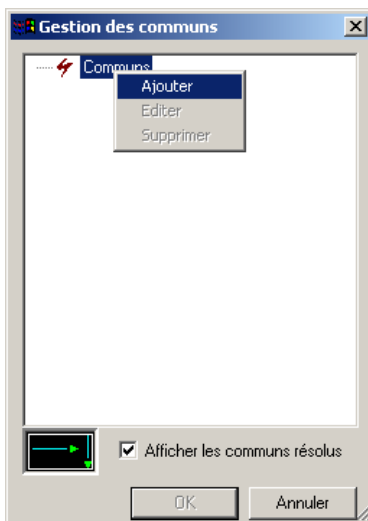 Gestion des communs
Communs
Ajouter
Editer
Supprimer
Afficher les communs résolus
OK
Annuler